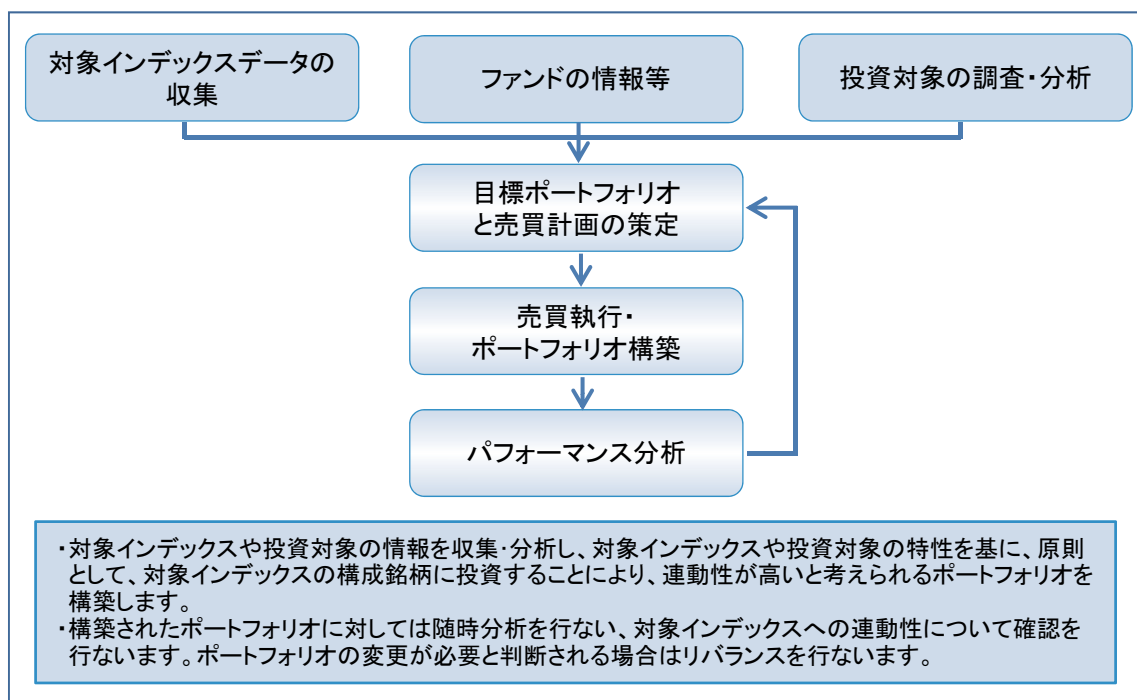 対象インデックスデータの
収集
ファンドの情報等
投資対象の調査・分析
目標ポートフォリオ
と売買計画の策定
売買執行・
ポートフォリオ構築
パフォーマンス分析
・対象インデックスや投資対象の情報を収集・分析し、対象インデックスや投資対象の特性を基に、原則
として、対象インデックスの構成銘柄に投資することにより、連動性が高いと考えられるポートフォリオを
構築します。
・構築されたポートフォリオに対しては随時分析を行ない、対象インデックスへの連動性について確認を
行ないます。ポートフォリオの変更が必要と判断される場合はリバランスを行ないます。